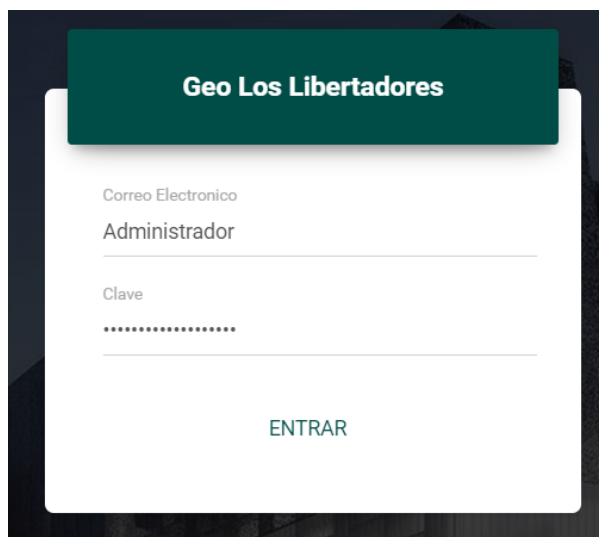 Geo Los Libertadores
Correo Electronico
Administrador
Clave
•••••••••••••••••••
ENTRAR